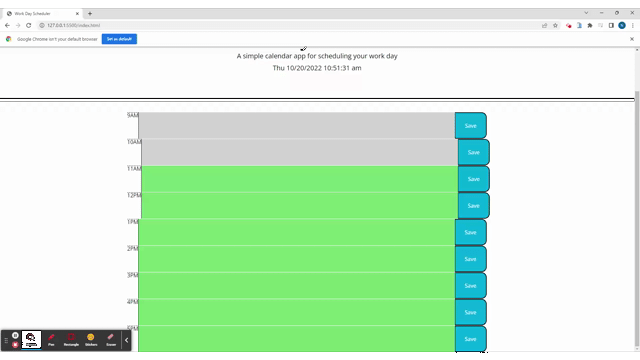 Work Day Scheduler
127.0.0.1:5500/index.html
Google Chrome isn't your default browser
Set as default
A simple calendar app for scheduling your work day
Thu 10/20/2022 10:51:31 am
9AM
Save
10AM
Save
11AM
Save
12PM
Save
1PM
Save
2PM
Save
3PM
Save
4PM
Save
5PM
Save
Pen
Rectangle
Stickers
Eraser